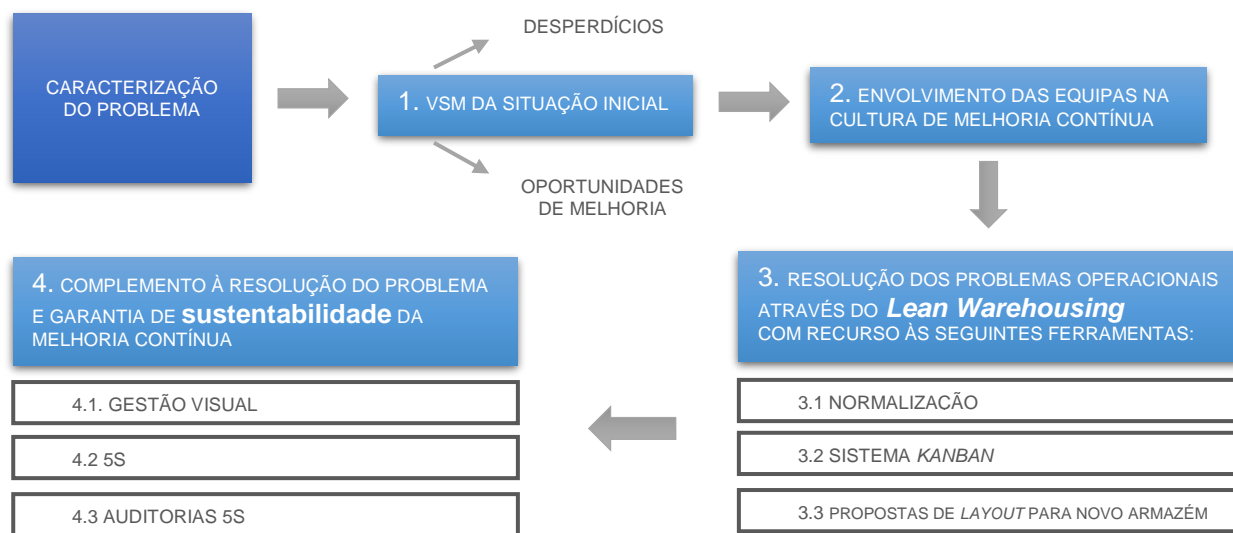 DESPERDÍCIOS
CARACTERIZAÇÃO
DO PROBLEMA
1. VSM DA SITUAÇÃO INICIAL
2. ENVOLVIMENTO DAS EQUIPAS NA
CULTURA DE MELHORIA CONTÍNUA
OPORTUNIDADES
DE MELHORIA
3. RESOLUÇÃO DOS PROBLEMAS OPERACIONAIS
ATRAVÉS DO Lean Warehousing
COM RECURSO ÀS SEGUINTES FERRAMENTAS:
3.1 NORMALIZAÇÃO
3.2 SISTEMA KANBAN
3.3 PROPOSTAS DE LAYOUT PARA NOVO ARMAZÉM
4. COMPLEMENTO À RESOLUÇÃO DO PROBLEMA
E GARANTIA DE sustentabilidade DA
MELHORIA CONTÍNUA
4.1. GESTÃO VISUAL
4.2 5S
4.3 AUDITORIAS 5S